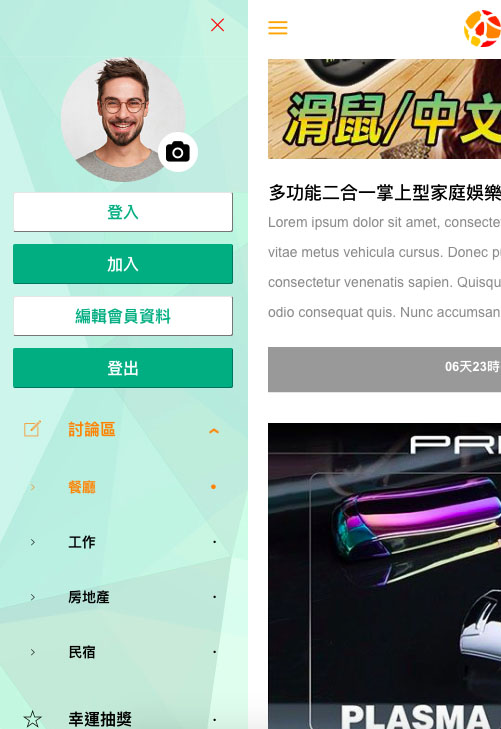 登入
加入
編輯會員資料
登出
討論區
餐廳
工作
房地產
民宿
幸運抽獎
滑鼠/中文
多功能二合一掌上型家庭娛樂
Lorem ipsum dolor sit amet, consecte
vitae metus vehicula cursus. Donec p
consectetur venenatis sapien. Quisqu
odio consequat quis. Nunc accumsan
06天23時
PR
PLASMA